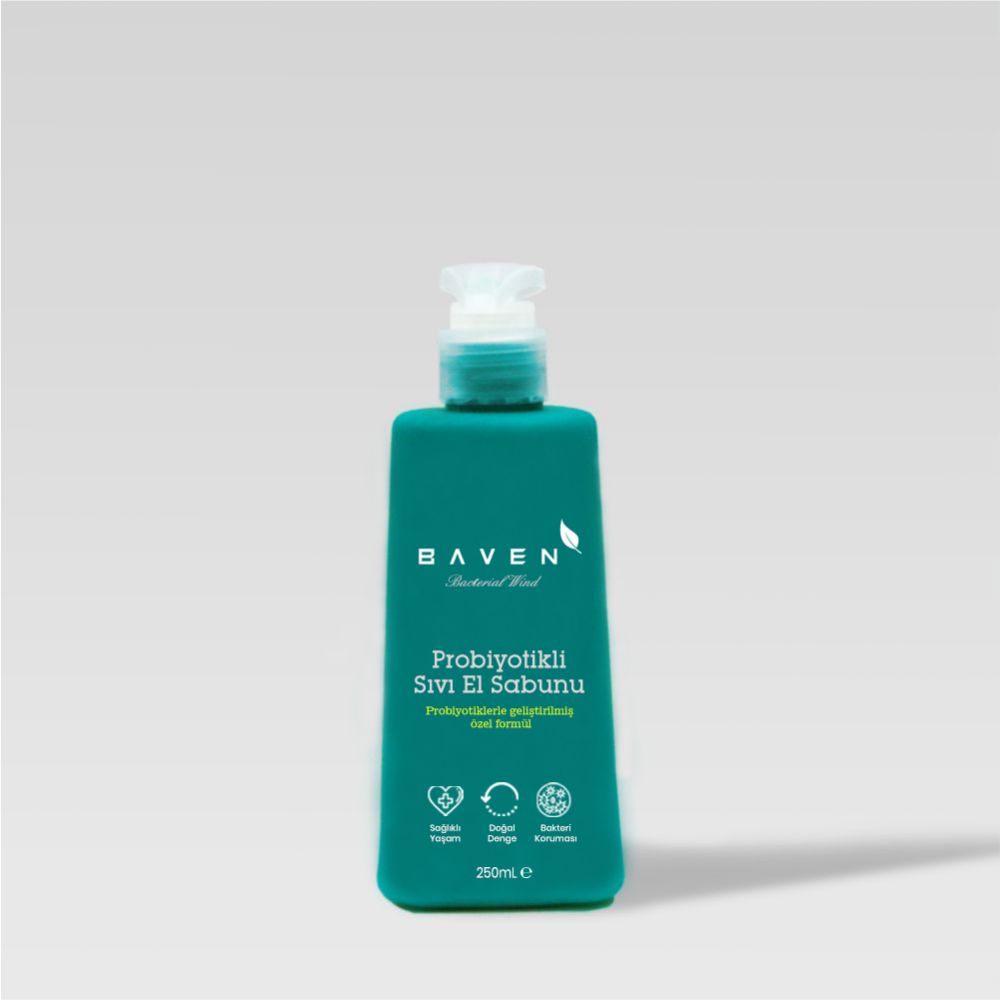 BAVEN
Bacterial Wind
Probiyotikli
Sıvı El Sabunu
Probiyotiklerle geliştirilmiş
özel formül
Sağlıklı Doğal Bakteri
Yaşam Denge Koruması
250mL ℮